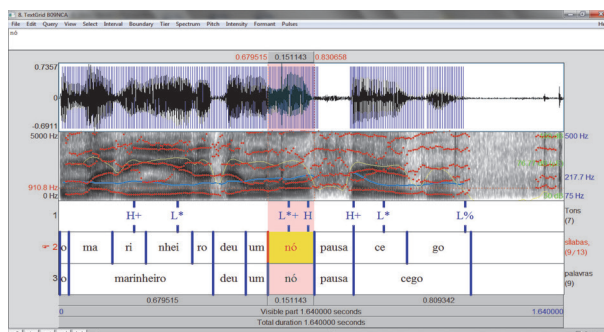 8. TextGrid 809NCA
File Edit Query View Select Interval Boundary Tier Spectrum Pitch Intensity Formant Pulses
nó
0.679515 0.151143 0.830658
0.7357
0
-0.6911
5000 Hz 500 Hz
910.8 Hz 217.7 Hz
0 Hz 75 Hz
1 H+ L* L*+ H H+ L* L% Tons
(7)
2 o ma ri nhei ro deu um nó pausa ce go sílabas,
(9/13)
3 o marinheiro deu um nó pausa cego palavras
(9)
0.679515 0.151143 0.809342
0 Visible part 1.640000 seconds 1.640000
Total duration 1.640000 seconds